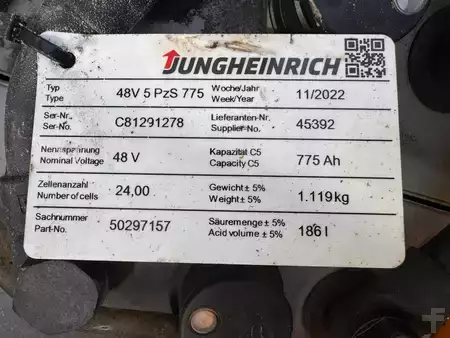 JUNGHEINRICH
Typ
Type
48V 5 PzS 775
Woche/Jahr
Week/Year
11/2022
Ser-Nr.
Ser-No.
C81291278
Lieferanten-Nr.
Supplier-No.
45392
Nennspannung
Nominal Voltage
48 V
Kapazität C5
Capacity C5
775 Ah
Zellenanzahl
Number of cells
24,00
Gewicht ± 5%
Weight ± 5%
1.119kg
Sachnummer
Part-No.
50297157
Säuremenge ± 5%
Acid volume ± 5%
186 l